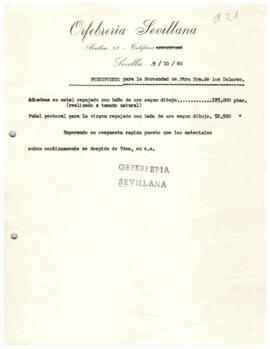 Orfebrería Sevillana
Sevilla 3/10/80
PRESUPUESTO para la Hermandad de Ntra Sra. de los Dolores.
Adiadema en metal repujado con baño de oro segun dibujo, 125,000 ptas,
(realizado a tamaño natural)
Puñal pectoral para la virgen repujado con baño de oro segun dibujo, 52,500 "
Esperando su respuesta rapida puesto que los materiales
suben continuamente se despide de Vdes, su s.s.
ORFEBRERIA
SEVILLANA